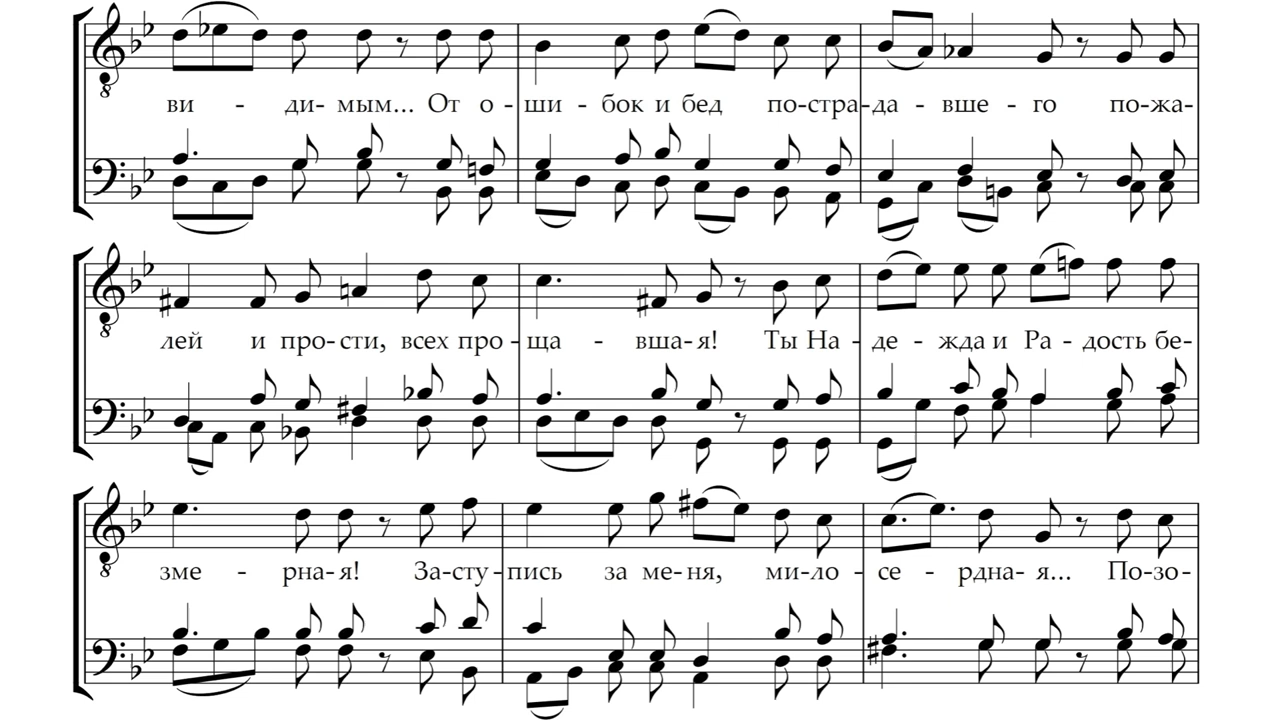 ви - ди- мым... От о - ши - бок и бед по-стра-да - вше - го по-жа-
лей и про-сти, всех про - ща - вша-я! Ты На - де - жда и Ра - дость бе-
зме - рна-я! За-сту-пись за ме-ня, ми-ло - се - рдна- я... По-зо-